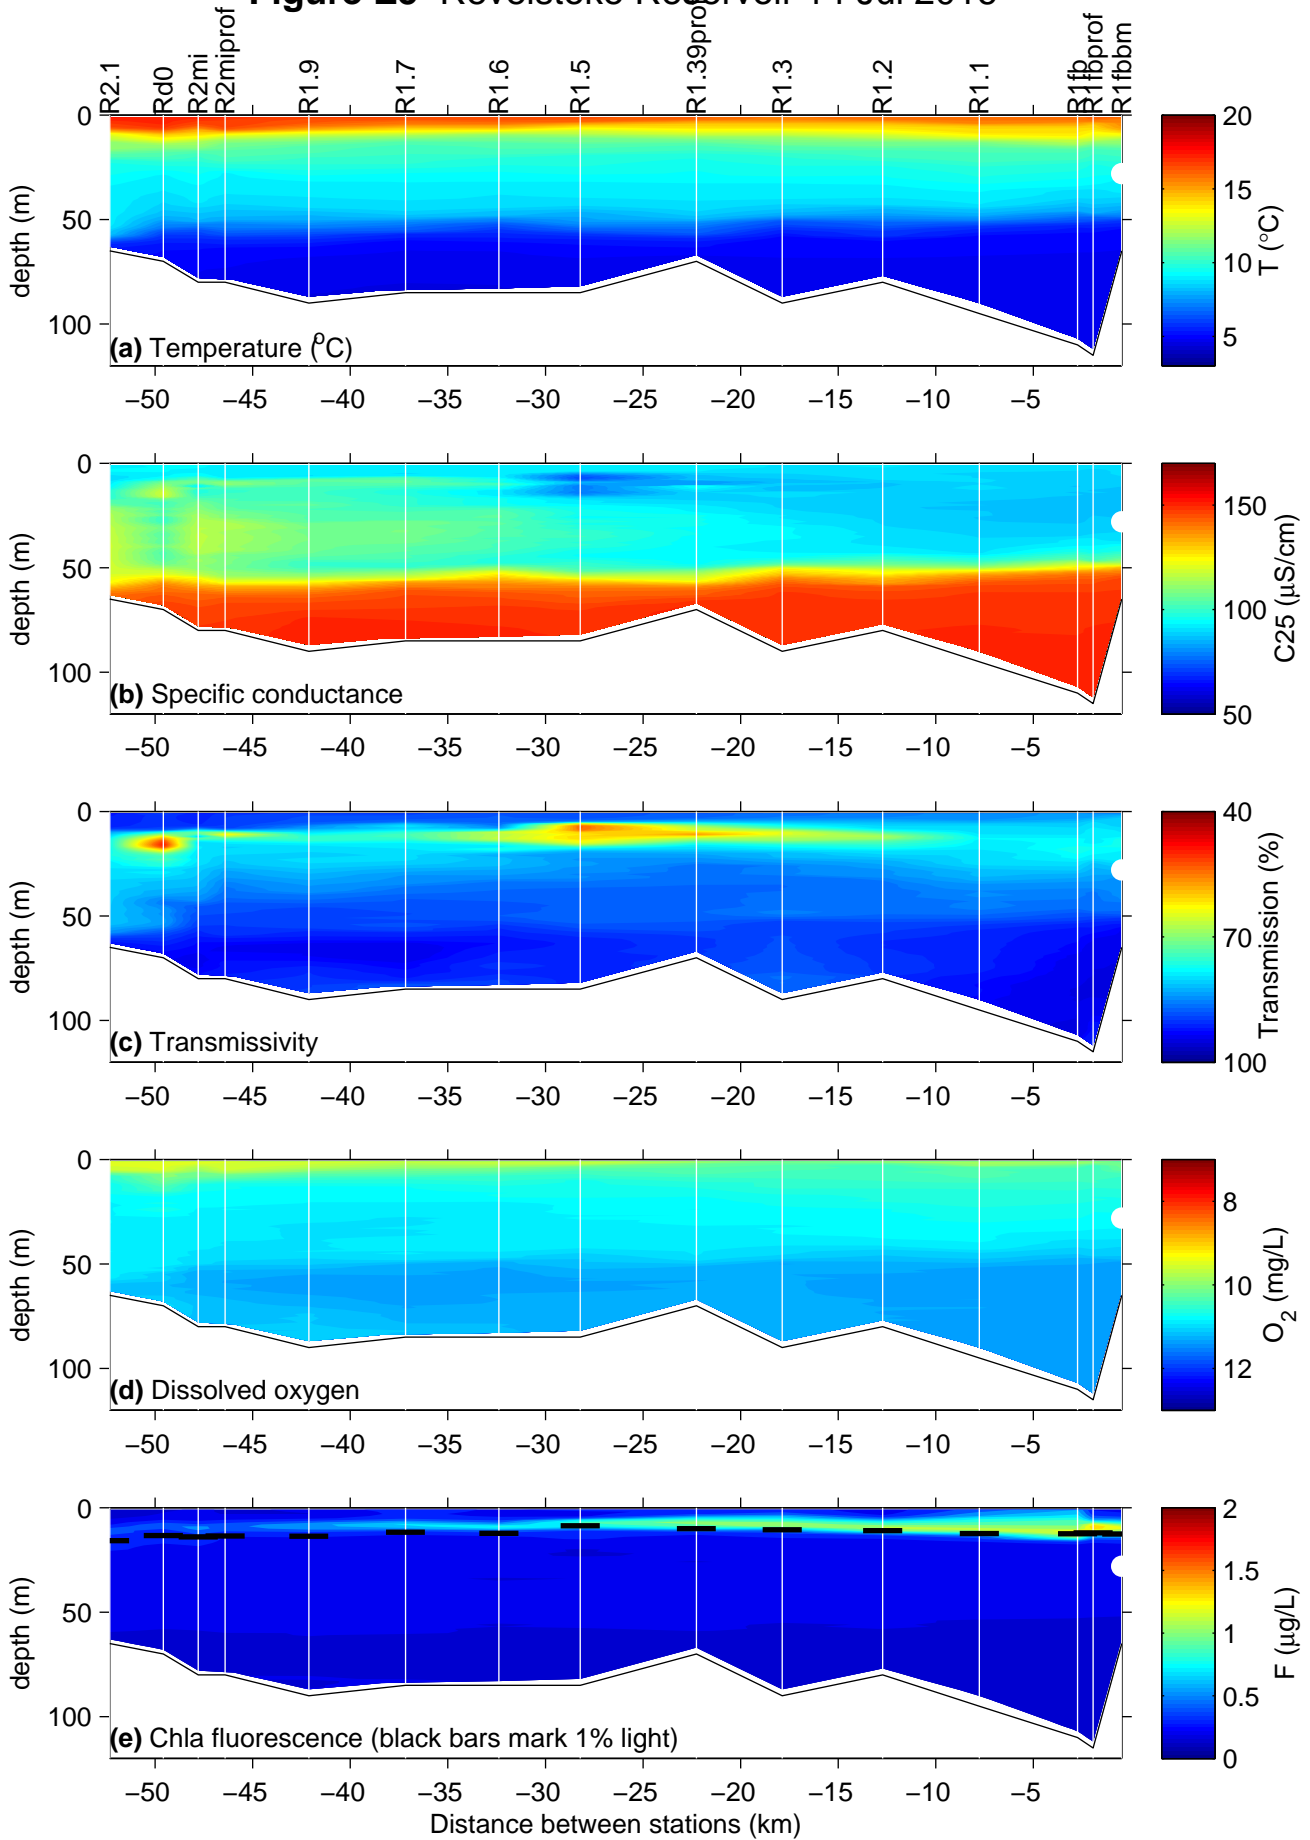 R2.1
Rd0
R2mi
R2miprof
R1.9
R1.7
R1.6
R1.5
R1.39prof
R1.3
R1.2
R1.1
R1fb
R1fbprof
R1fbbm
0
50
100
depth (m)
(a) Temperature (oC)
−50 −45 −40 −35 −30 −25 −20 −15 −10 −5
20
15
10
5
T (°C)
0
50
100
depth (m)
(b) Specific conductance
−50 −45 −40 −35 −30 −25 −20 −15 −10 −5
150
100
50
C25 (μS/cm)
0
50
100
depth (m)
(c) Transmissivity
−50 −45 −40 −35 −30 −25 −20 −15 −10 −5
40
70
100
Transmission (%)
0
50
100
depth (m)
(d) Dissolved oxygen
−50 −45 −40 −35 −30 −25 −20 −15 −10 −5
8
10
12
O2 (mg/L)
0
50
100
depth (m)
(e) Chla fluorescence (black bars mark 1% light)
−50 −45 −40 −35 −30 −25 −20 −15 −10 −5
2
1.5
1
0.5
0
F (μg/L)
Distance between stations (km)